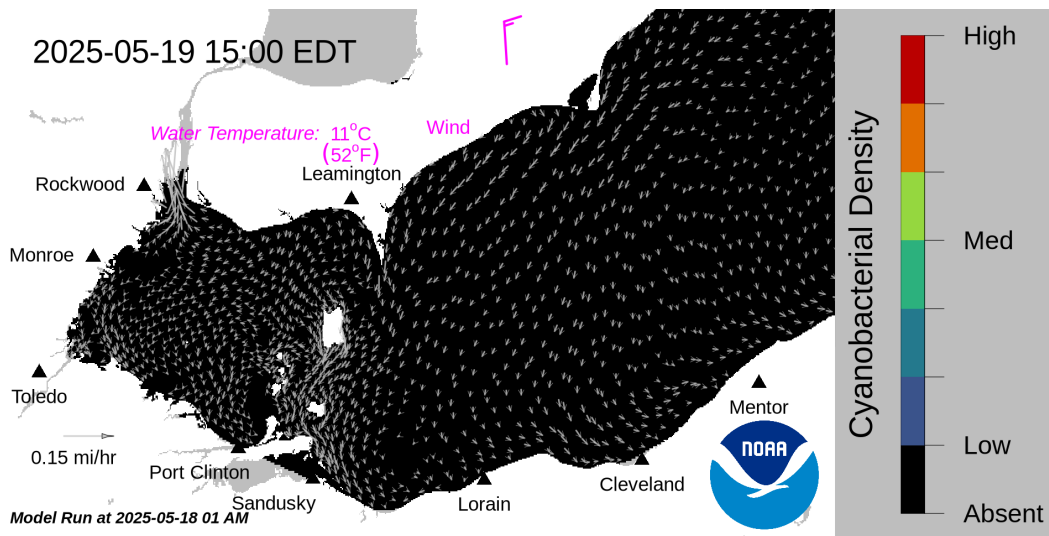 2025-05-19 15:00 EDT
High
Water Temperature: 11°C
(52°F)
Wind
Leamington
Rockwood
Monroe
Med
Cyanobacterial Density
Toledo
Mentor
NOAA
0.15 mi/hr
Port Clinton
Low
Cleveland
Sandusky
Lorain
Model Run at 2025-05-18 01 AM
Absent